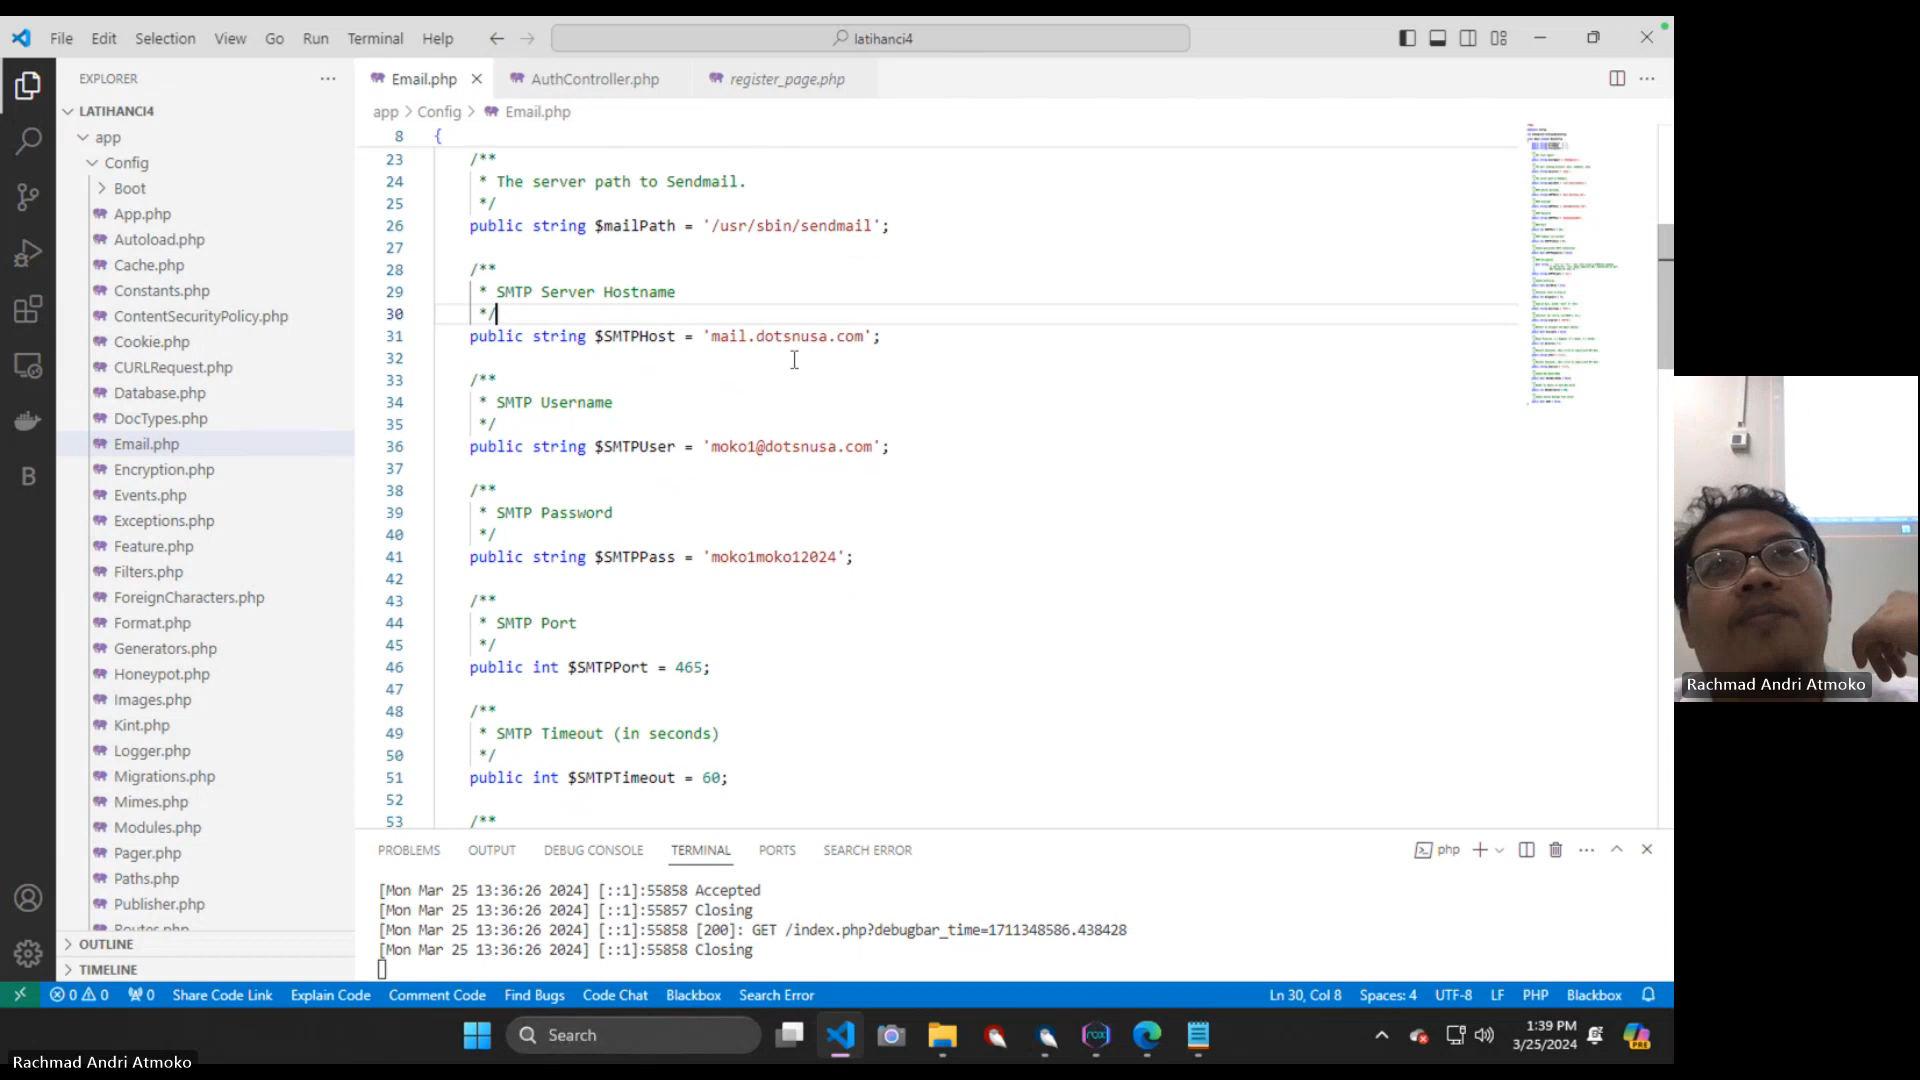 File Edit Selection View Go Run Terminal Help
latihanci4
EXPLORER
LATIHANCI4
app
Config
Boot
App.php
Autoload.php
Cache.php
Constants.php
ContentSecurityPolicy.php
Cookie.php
CURLRequest.php
Database.php
DocTypes.php
Email.php
Encryption.php
Events.php
Exceptions.php
Feature.php
Filters.php
ForeignCharacters.php
Format.php
Generators.php
Honeypot.php
Images.php
Kint.php
Logger.php
Migrations.php
Mimes.php
Modules.php
Pager.php
Paths.php
Publisher.php
Routes.php
OUTLINE
TIMELINE
Email.php AuthController.php register_page.php
app > Config > Email.php
8 {
23 /**
24 * The server path to Sendmail.
25 */
26 public string $mailPath = '/usr/sbin/sendmail';
27
28 /**
29 * SMTP Server Hostname
30 */
31 public string $SMTPHost = 'mail.dotsnusa.com';
32
33 /**
34 * SMTP Username
35 */
36 public string $SMTPUser = 'moko1@dotsnusa.com';
37
38 /**
39 * SMTP Password
40 */
41 public string $SMTPPass = 'moko1moko12024';
42
43 /**
44 * SMTP Port
45 */
46 public int $SMTPPort = 465;
47
48 /**
49 * SMTP Timeout (in seconds)
50 */
51 public int $SMTPTimeout = 60;
52
53 /**
PROBLEMS OUTPUT DEBUG CONSOLE TERMINAL PORTS SEARCH ERROR
php
[Mon Mar 25 13:36:26 2024] [::1]:55858 Accepted
[Mon Mar 25 13:36:26 2024] [::1]:55857 Closing
[Mon Mar 25 13:36:26 2024] [::1]:55858 [200]: GET /index.php?debugbar_time=1711348586.438428
[Mon Mar 25 13:36:26 2024] [::1]:55858 Closing
0 0 0 Share Code Link Explain Code Comment Code Find Bugs Code Chat Blackbox Search Error
Ln 30, Col 8 Spaces: 4 UTF-8 LF PHP Blackbox
Search
1:39 PM
3/25/2024
PRE
Rachmad Andri Atmoko
Rachmad Andri Atmoko